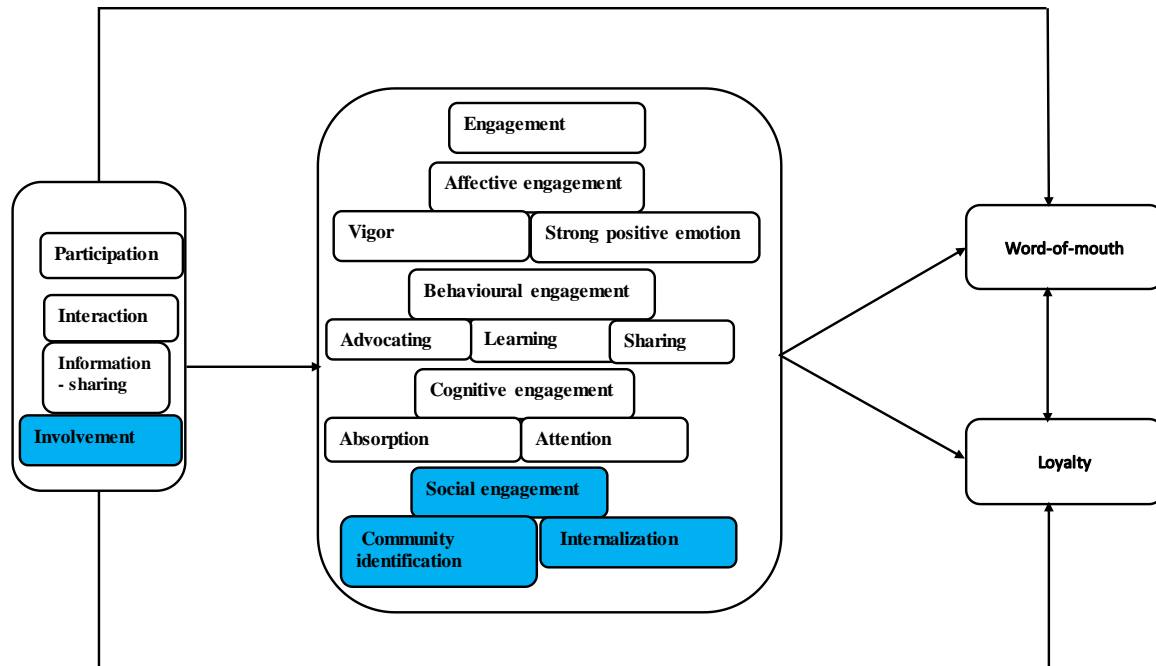 Participation
Interaction
Information
- sharing
Involvement
Engagement
Affective engagement
Vigor
Strong positive emotion
Behavioural engagement
Advocating
Learning
Sharing
Cognitive engagement
Absorption
Attention
Social engagement
Community
identification
Internalization
Word-of-mouth
Loyalty